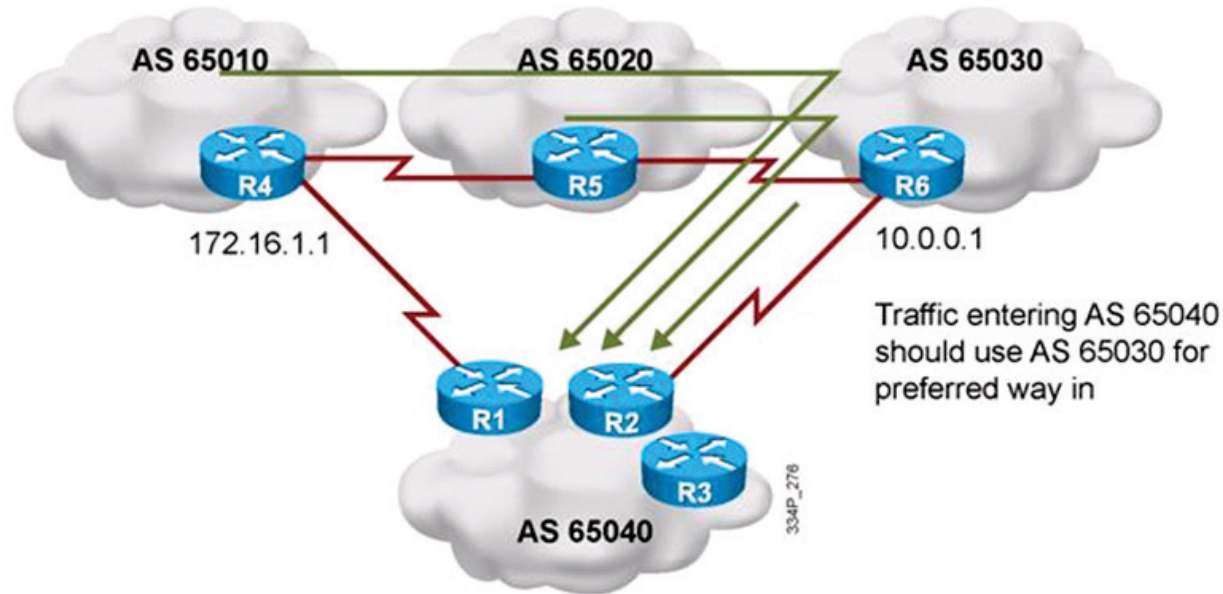 AS 65010
AS 65020
AS 65030
R4
R5
R6
172.16.1.1
10.0.0.1
Traffic entering AS 65040
should use AS 65030 for
preferred way in
R1
R2
R3
AS 65040
334P_276